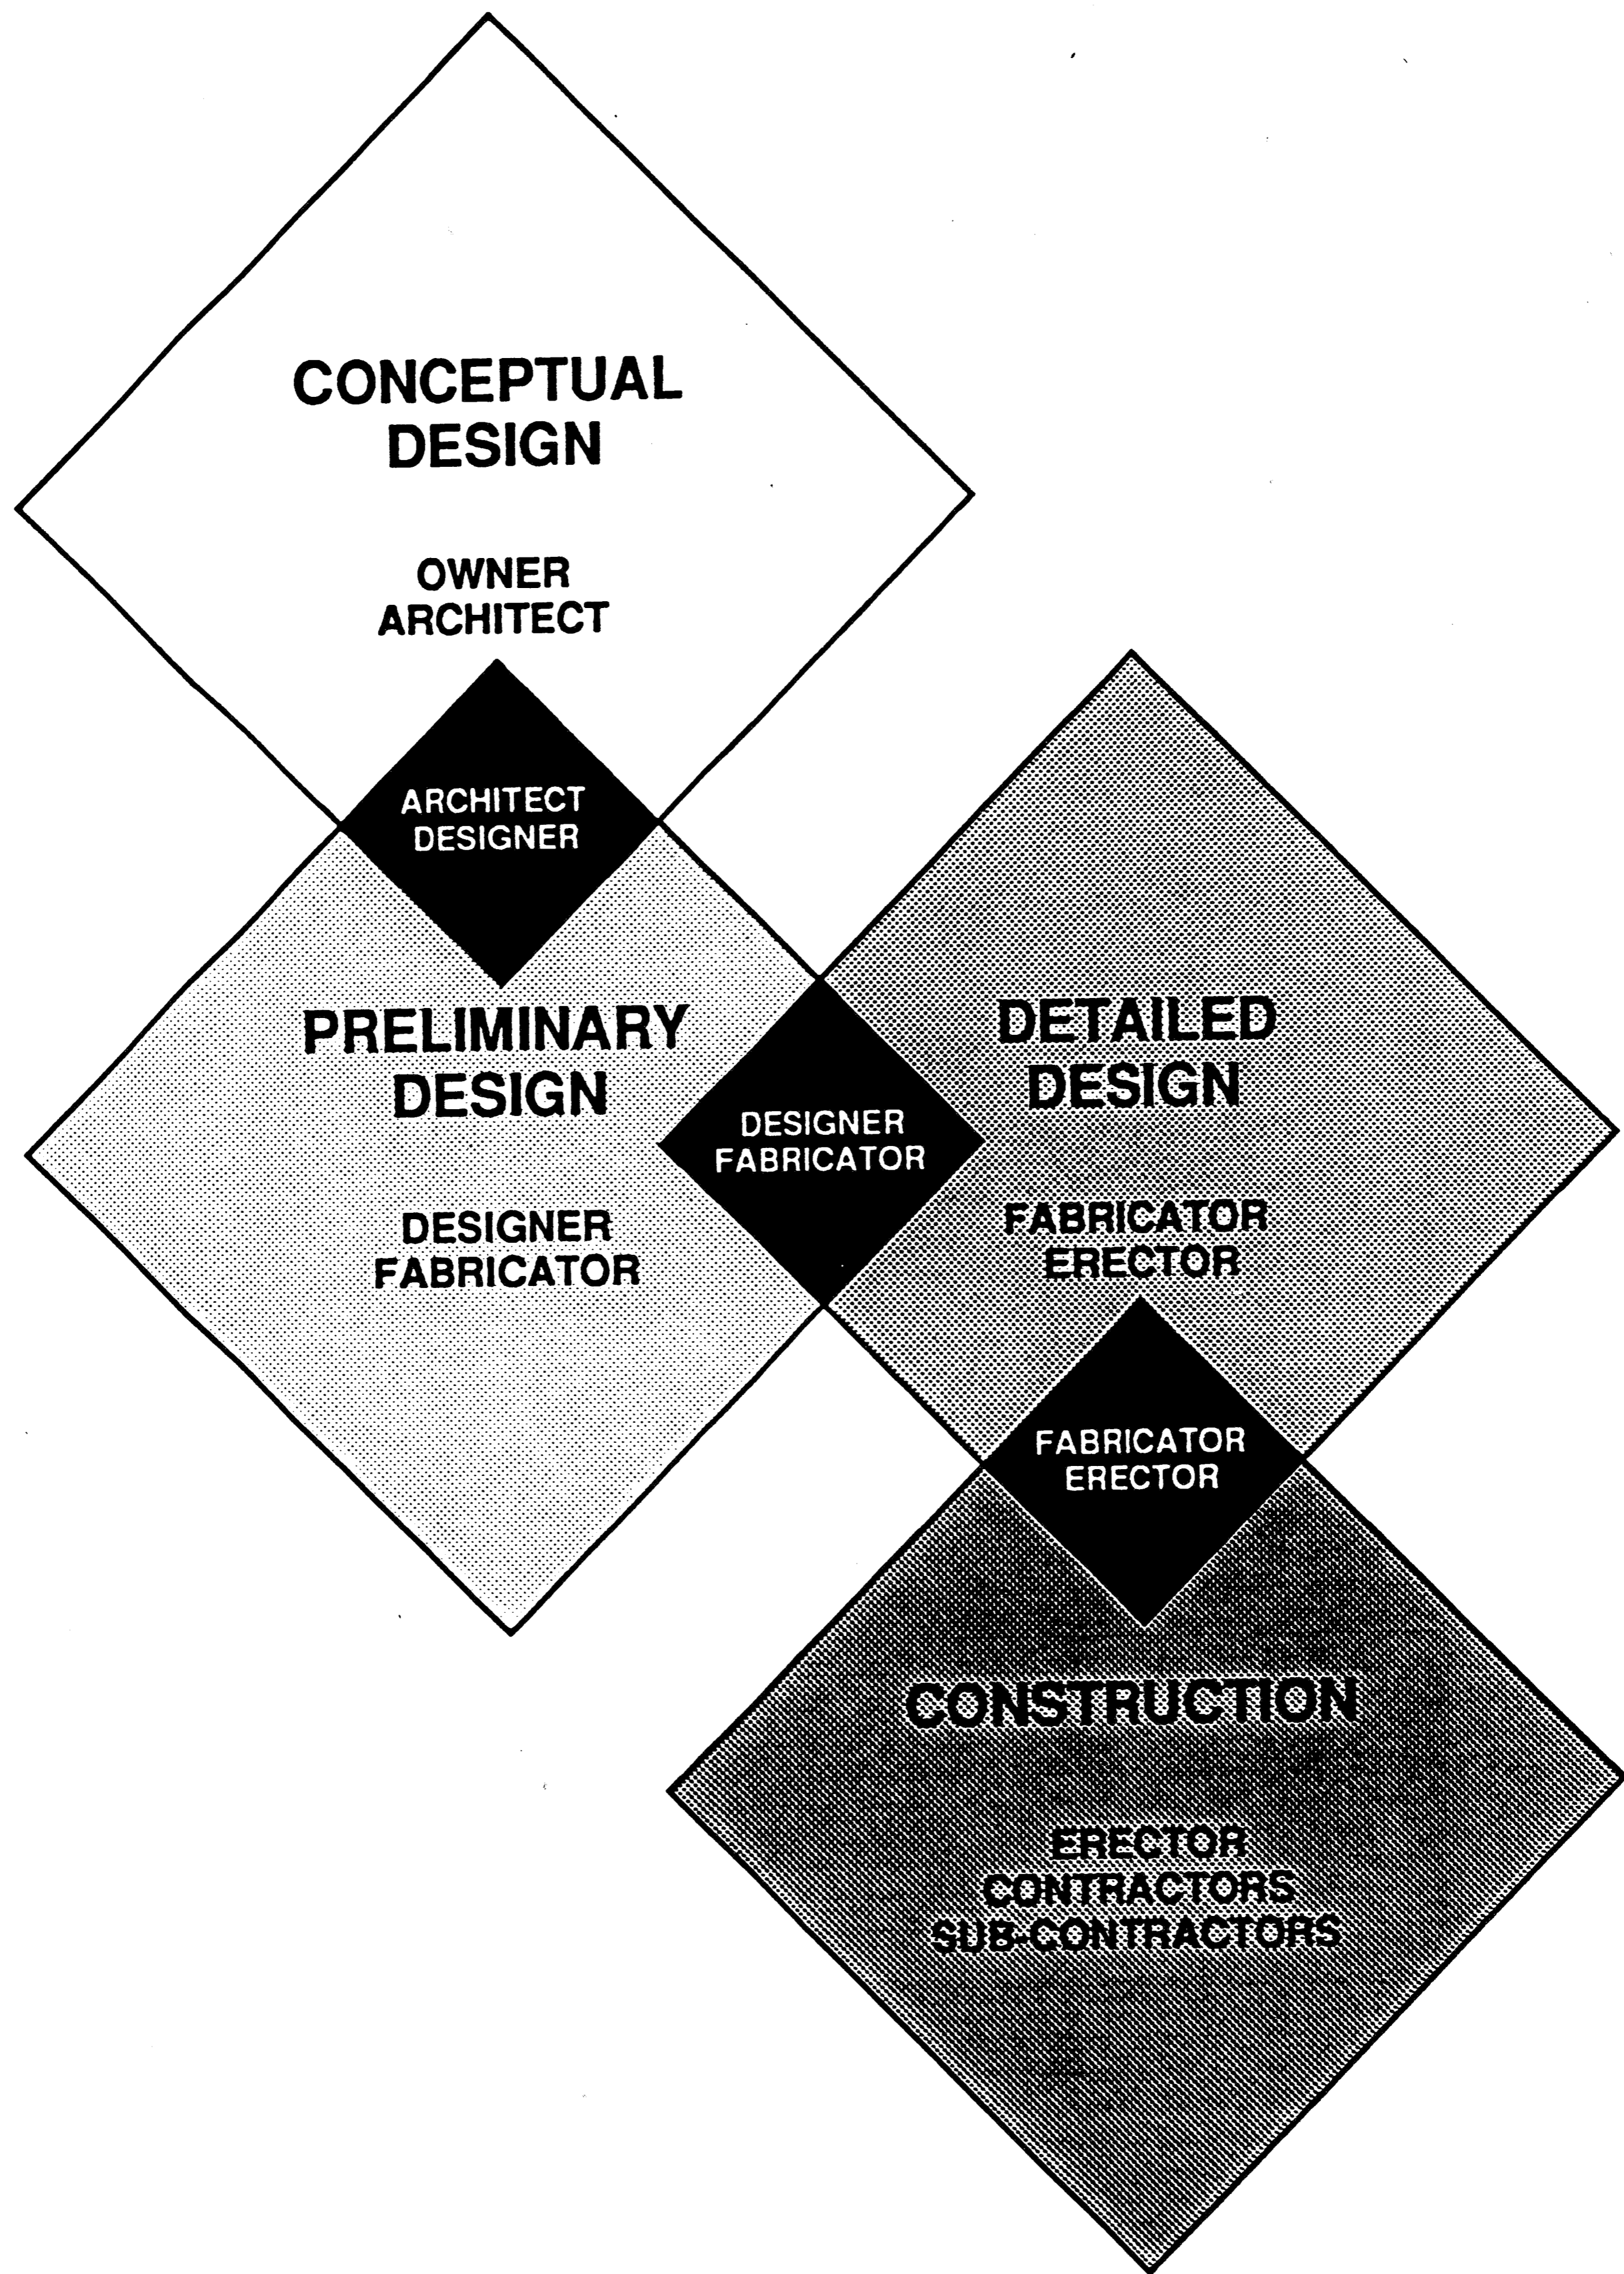 CONCEPTUAL
DESIGN
OWNER
ARCHITECT
ARCHITECT
DESIGNER
PRELIMINARY
DESIGN
DESIGNER
FABRICATOR
DESIGNER
FABRICATOR
DETAILED
DESIGN
FABRICATOR
ERECTOR
FABRICATOR
ERECTOR
CONSTRUCTION
ERECTOR
CONTRACTORS
SUB-CONTRACTORS